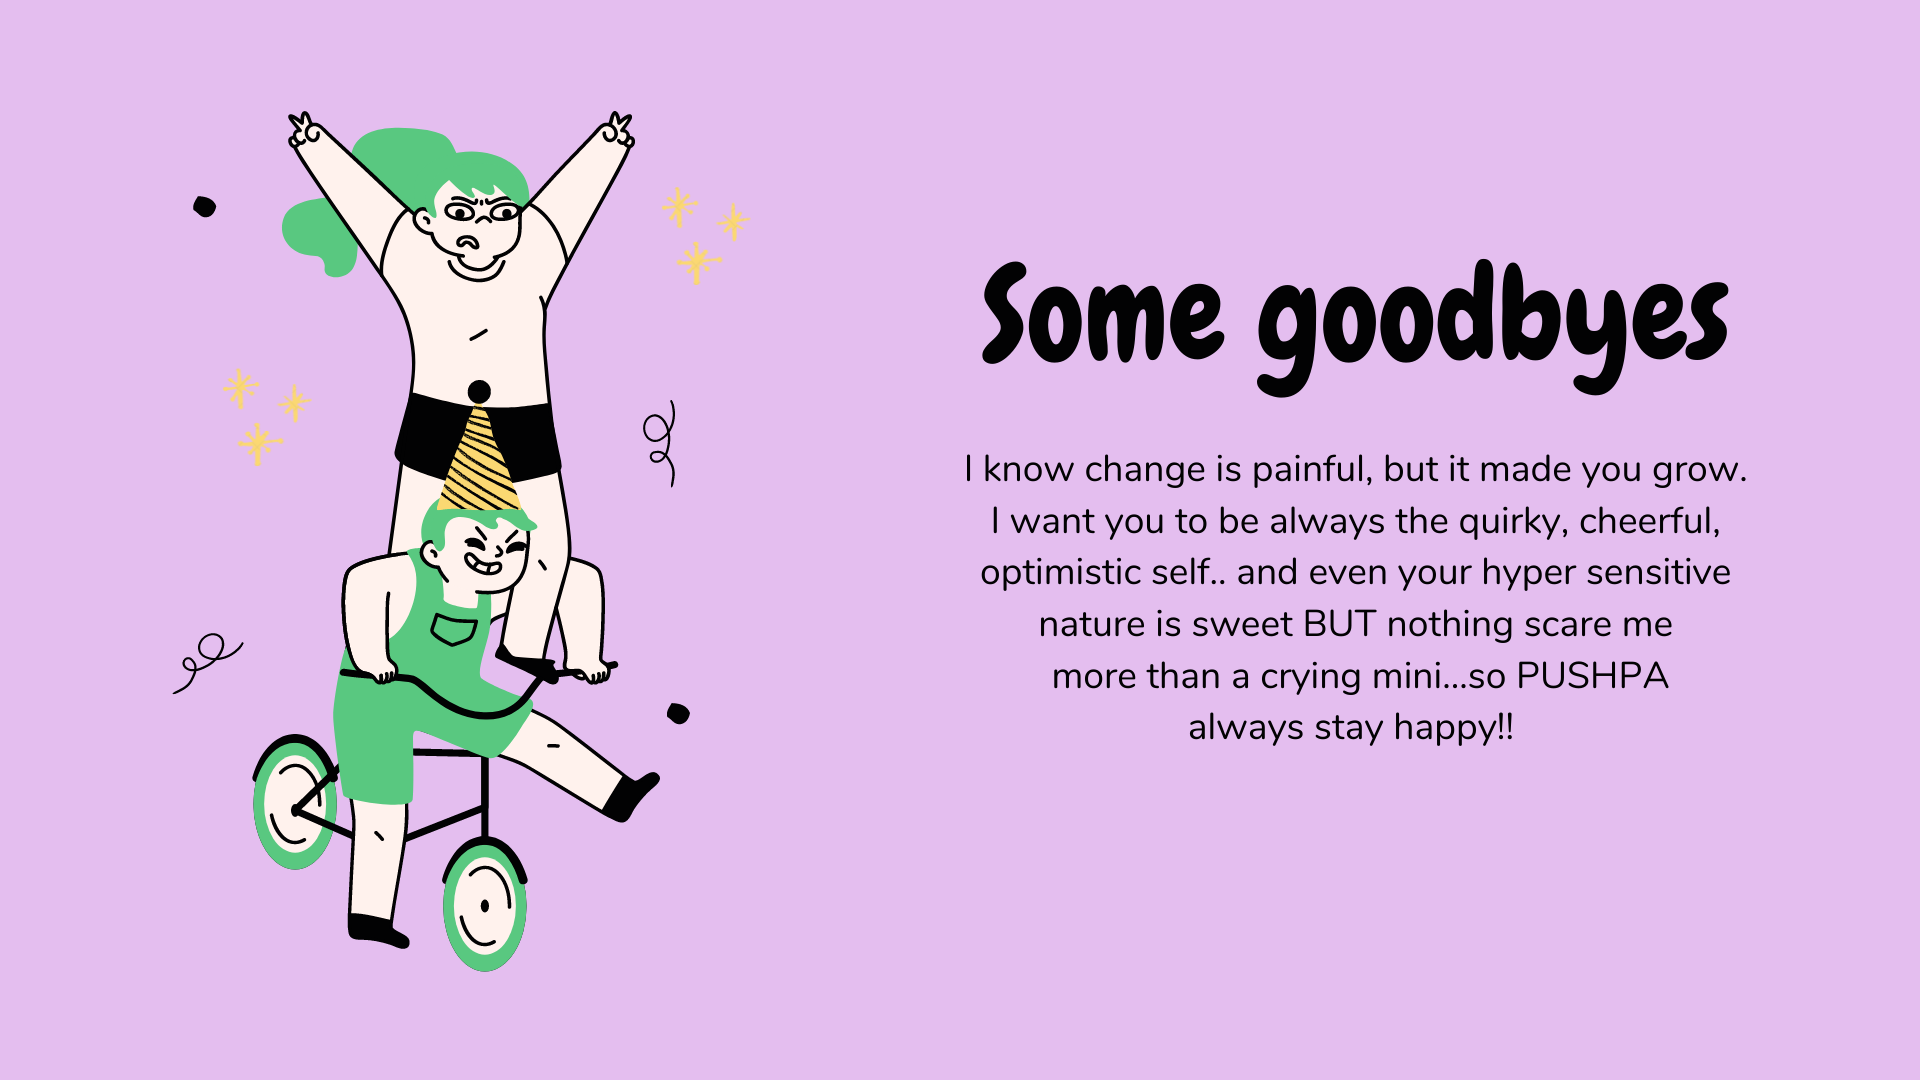 Some goodbyes
I know change is painful, but it made you grow.
I want you to be always the quirky, cheerful,
optimistic self.. and even your hyper sensitive
nature is sweet BUT nothing scare me
more than a crying mini...so PUSHPA
always stay happy!!